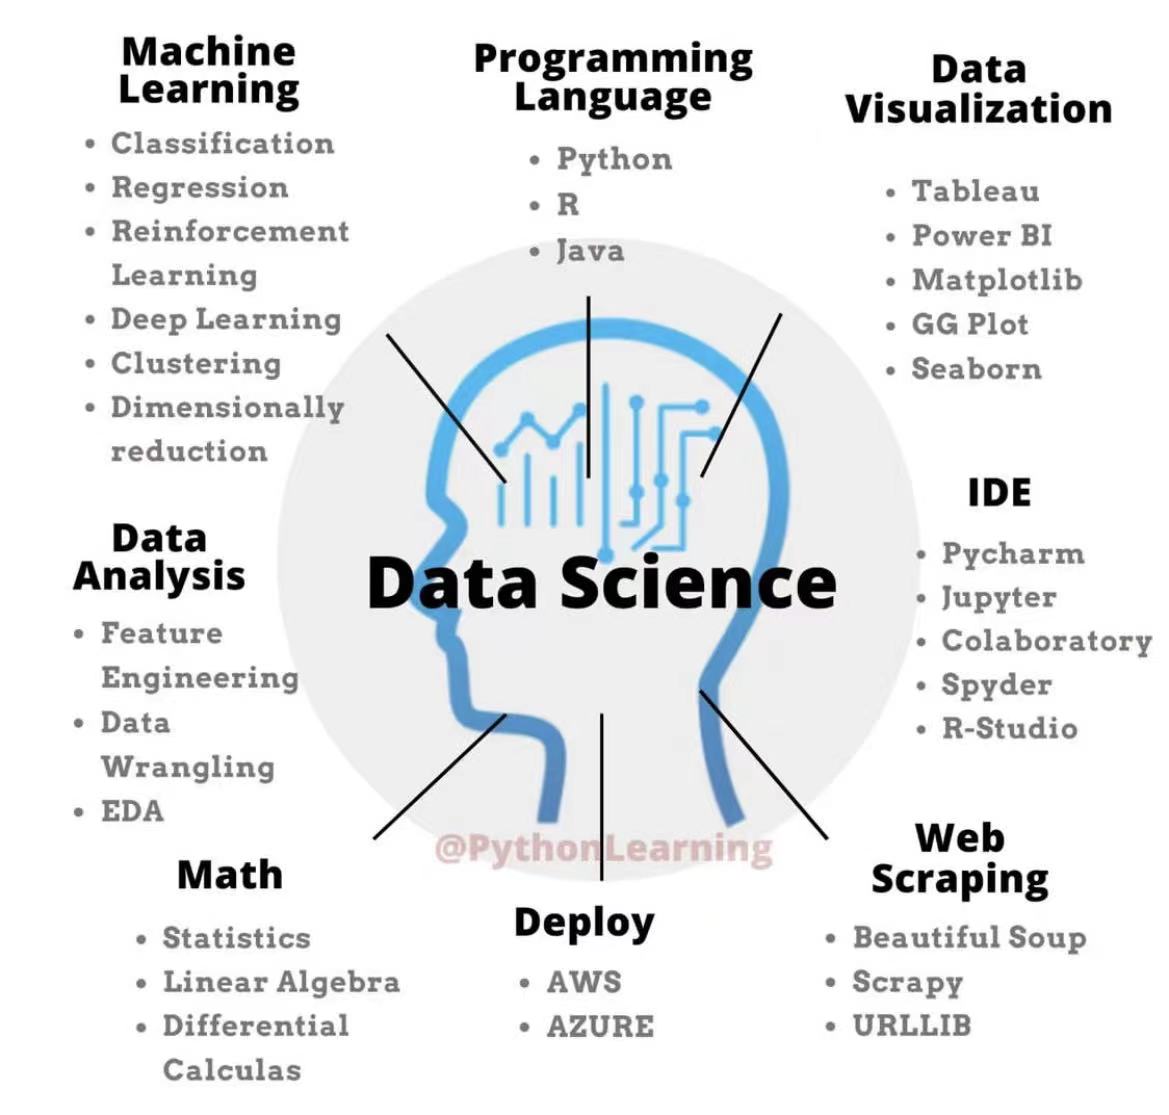 Machine
Learning
• Classification
• Regression
• Reinforcement
Learning
• Deep Learning
• Clustering
• Dimensionally
reduction
Programming
Language
• Python
• R
• Java
Data
Visualization
• Tableau
• Power BI
• Matplotlib
• GG Plot
• Seaborn
Data
Analysis
• Feature
Engineering
• Data
Wrangling
• EDA
Data Science
IDE
• Pycharm
• Jupyter
• Colaboratory
• Spyder
• R-Studio
@PythonLearning
Math
• Statistics
• Linear Algebra
• Differential
Calculas
Deploy
• AWS
• AZURE
Web
Scraping
• Beautiful Soup
• Scrapy
• URLLIB